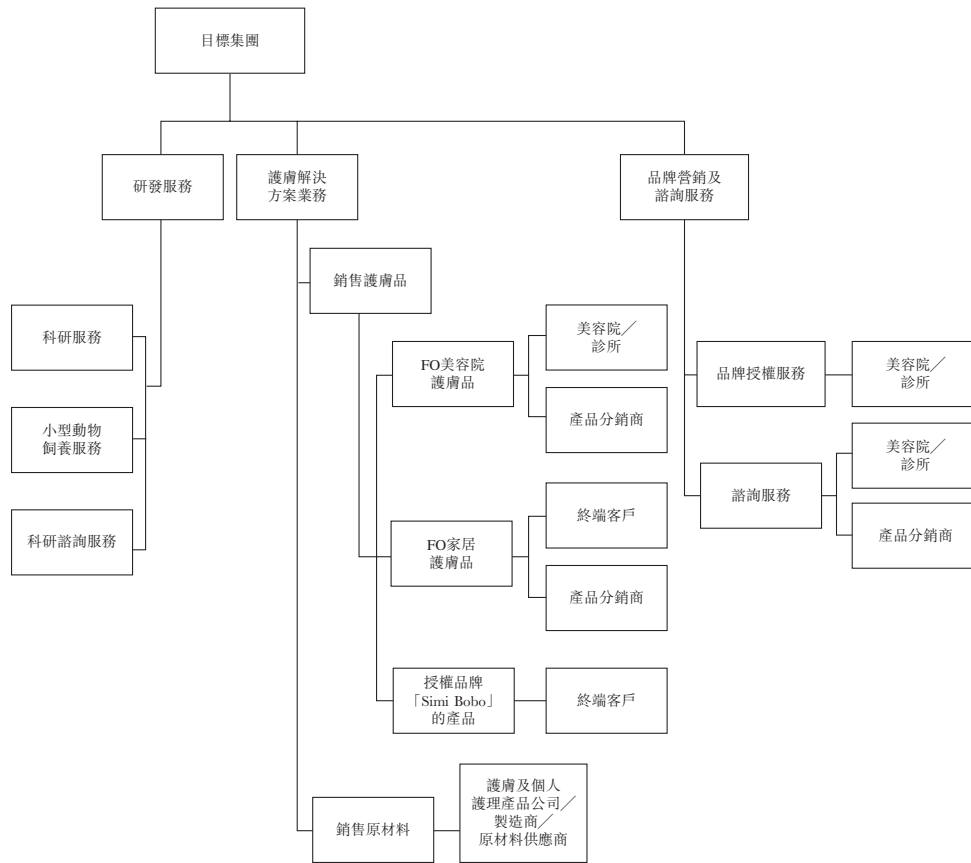 目標集團
研發服務
護膚解決
方案業務
品牌營銷及
諮詢服務
銷售護膚品
科研服務
小型動物
飼養服務
科研諮詢服務
FO美容院
護膚品
美容院／
診所
產品分銷商
FO家居
護膚品
終端客戶
產品分銷商
授權品牌
「Simi Bobo」
的產品
終端客戶
銷售原材料
護膚及個人
護理產品公司／
製造商／
原材料供應商
品牌授權服務
美容院／
診所
諮詢服務
美容院／
診所
產品分銷商